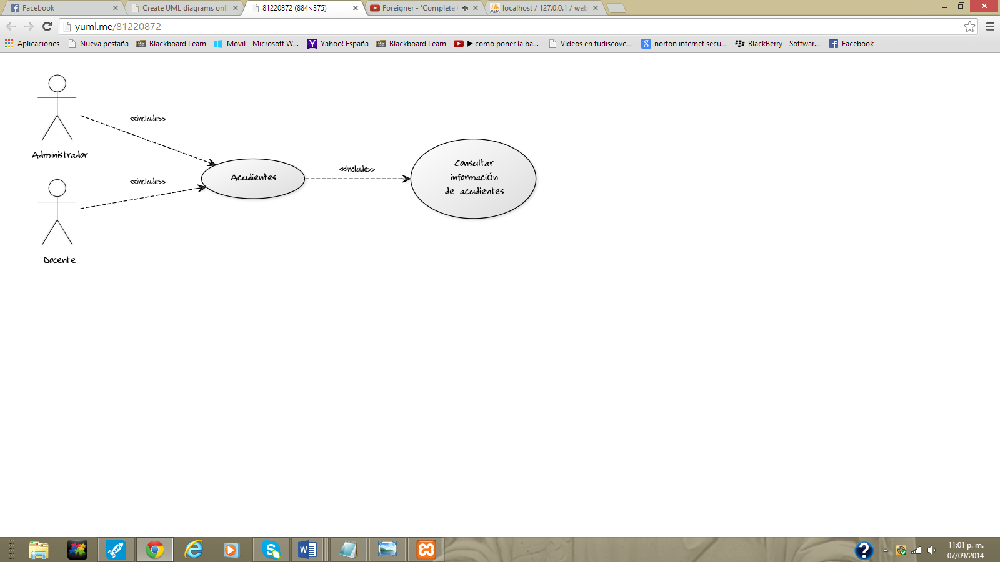 Facebook
Create UML diagrams onli
81220872 (884×375)
Foreigner - 'Complete
PMA
localhost / 127.0.0.1 / web
yuml.me/81220872
Aplicaciones
Nueva pestaña
Bb Blackboard Learn
Móvil - Microsoft W...
Yahoo! España
Bb Blackboard Learn
como poner la ba...
Videos en tudiscove...
norton internet secu...
BlackBerry - Softwar...
Facebook
<<include>>
Administrador
<<include>>
Acudientes
<<include>>
Consultar
información
de acudientes
Docente
11:01 p. m.
07/09/2014